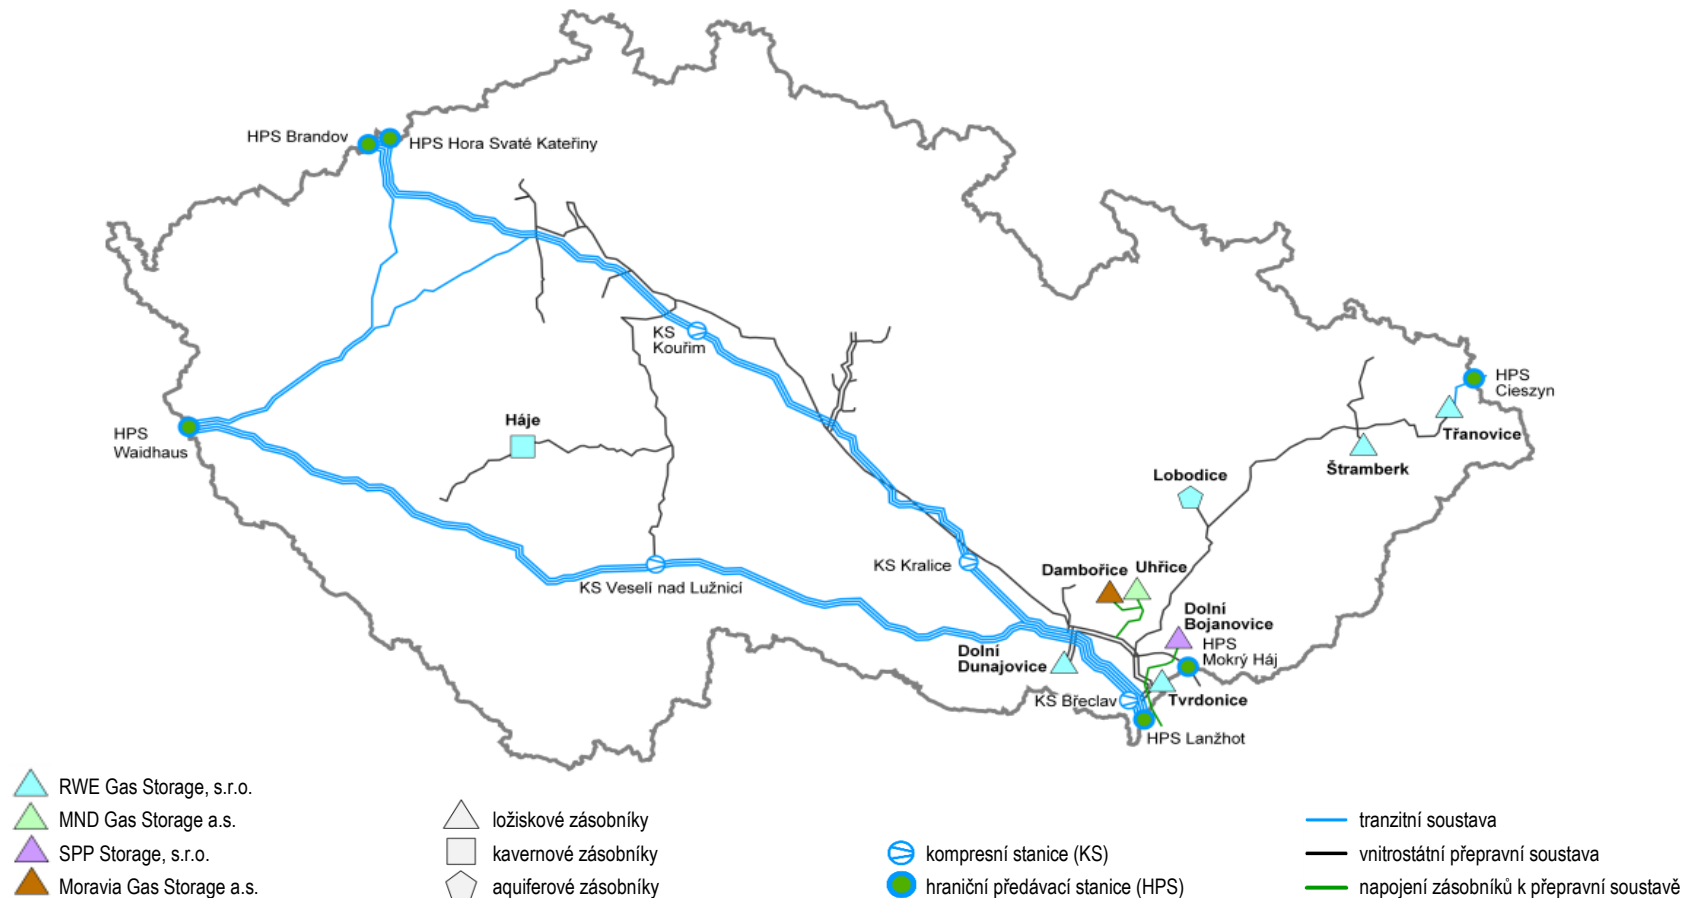 HPS Brandov
HPS Hora Svaté Kateřiny
KS
Kouřim
HPS
Cieszyn
Třanovice
Háje
HPS
Waidhaus
Štramberk
Lobodice
KS Kralice
Dambořice
Uhřice
KS Veselí nad Lužnicí
Dolní
Bojanovice
HPS
Mokrý Háj
Dolní
Dunajovice
KS Břeclav
Tvrdonice
HPS Lanžhot
RWE Gas Storage, s.r.o.
MND Gas Storage a.s.
SPP Storage, s.r.o.
Moravia Gas Storage a.s.
ložiskové zásobníky
kavernové zásobníky
aquiferové zásobníky
kompresní stanice (KS)
hraniční předávací stanice (HPS)
tranzitní soustava
vnitrostátní přepravní soustava
napojení zásobníků k přepravní soustavě